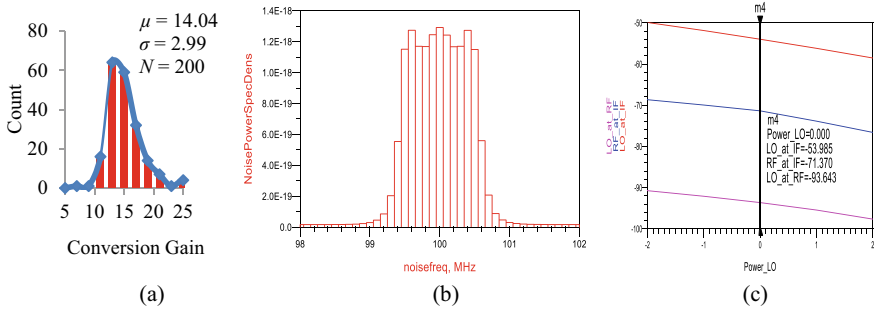 μ = 14.04
σ = 2.99
N = 200
80
60
40
20
0
Count
5 10 15 20 25
Conversion Gain
(a)
1.4E-18
1.2E-18
1.0E-18
8.0E-19
6.0E-19
4.0E-19
2.0E-19
0.0
NoisePowerSpecDens
98 99 100 101 102
noisefreq, MHz
(b)
m4
-50
-60
-70
-80
-90
-100
LO_at_RF
RF_at_IF
LO_at_IF
m4
Power_LO=0.000
LO_at_IF=-53.985
RF_at_IF=-71.370
LO_at_RF=-93.643
-2 -1 0 1 2
Power_LO
(c)